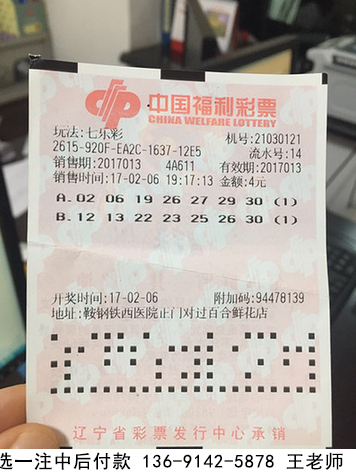 中国福利彩票
CHINA WELFARE LOTTERY
玩法:七乐彩 机号:21030121
2615-920F-EA2C-1637-12E5 流水号:14
销售期:2017013 4A611 有效期:2017013
销售时间:17-02-06 19:17:13 金额:4元
A.02 06 19 26 27 29 30 (1)
B.12 13 22 23 25 26 30 (1)
开奖时间:17-02-06 附加码:94478139
地址:鞍钢铁西医院正门对过百合鲜花店
辽宁省彩票发行中心承销
选一注中后付款 136-9142-5878 王老师